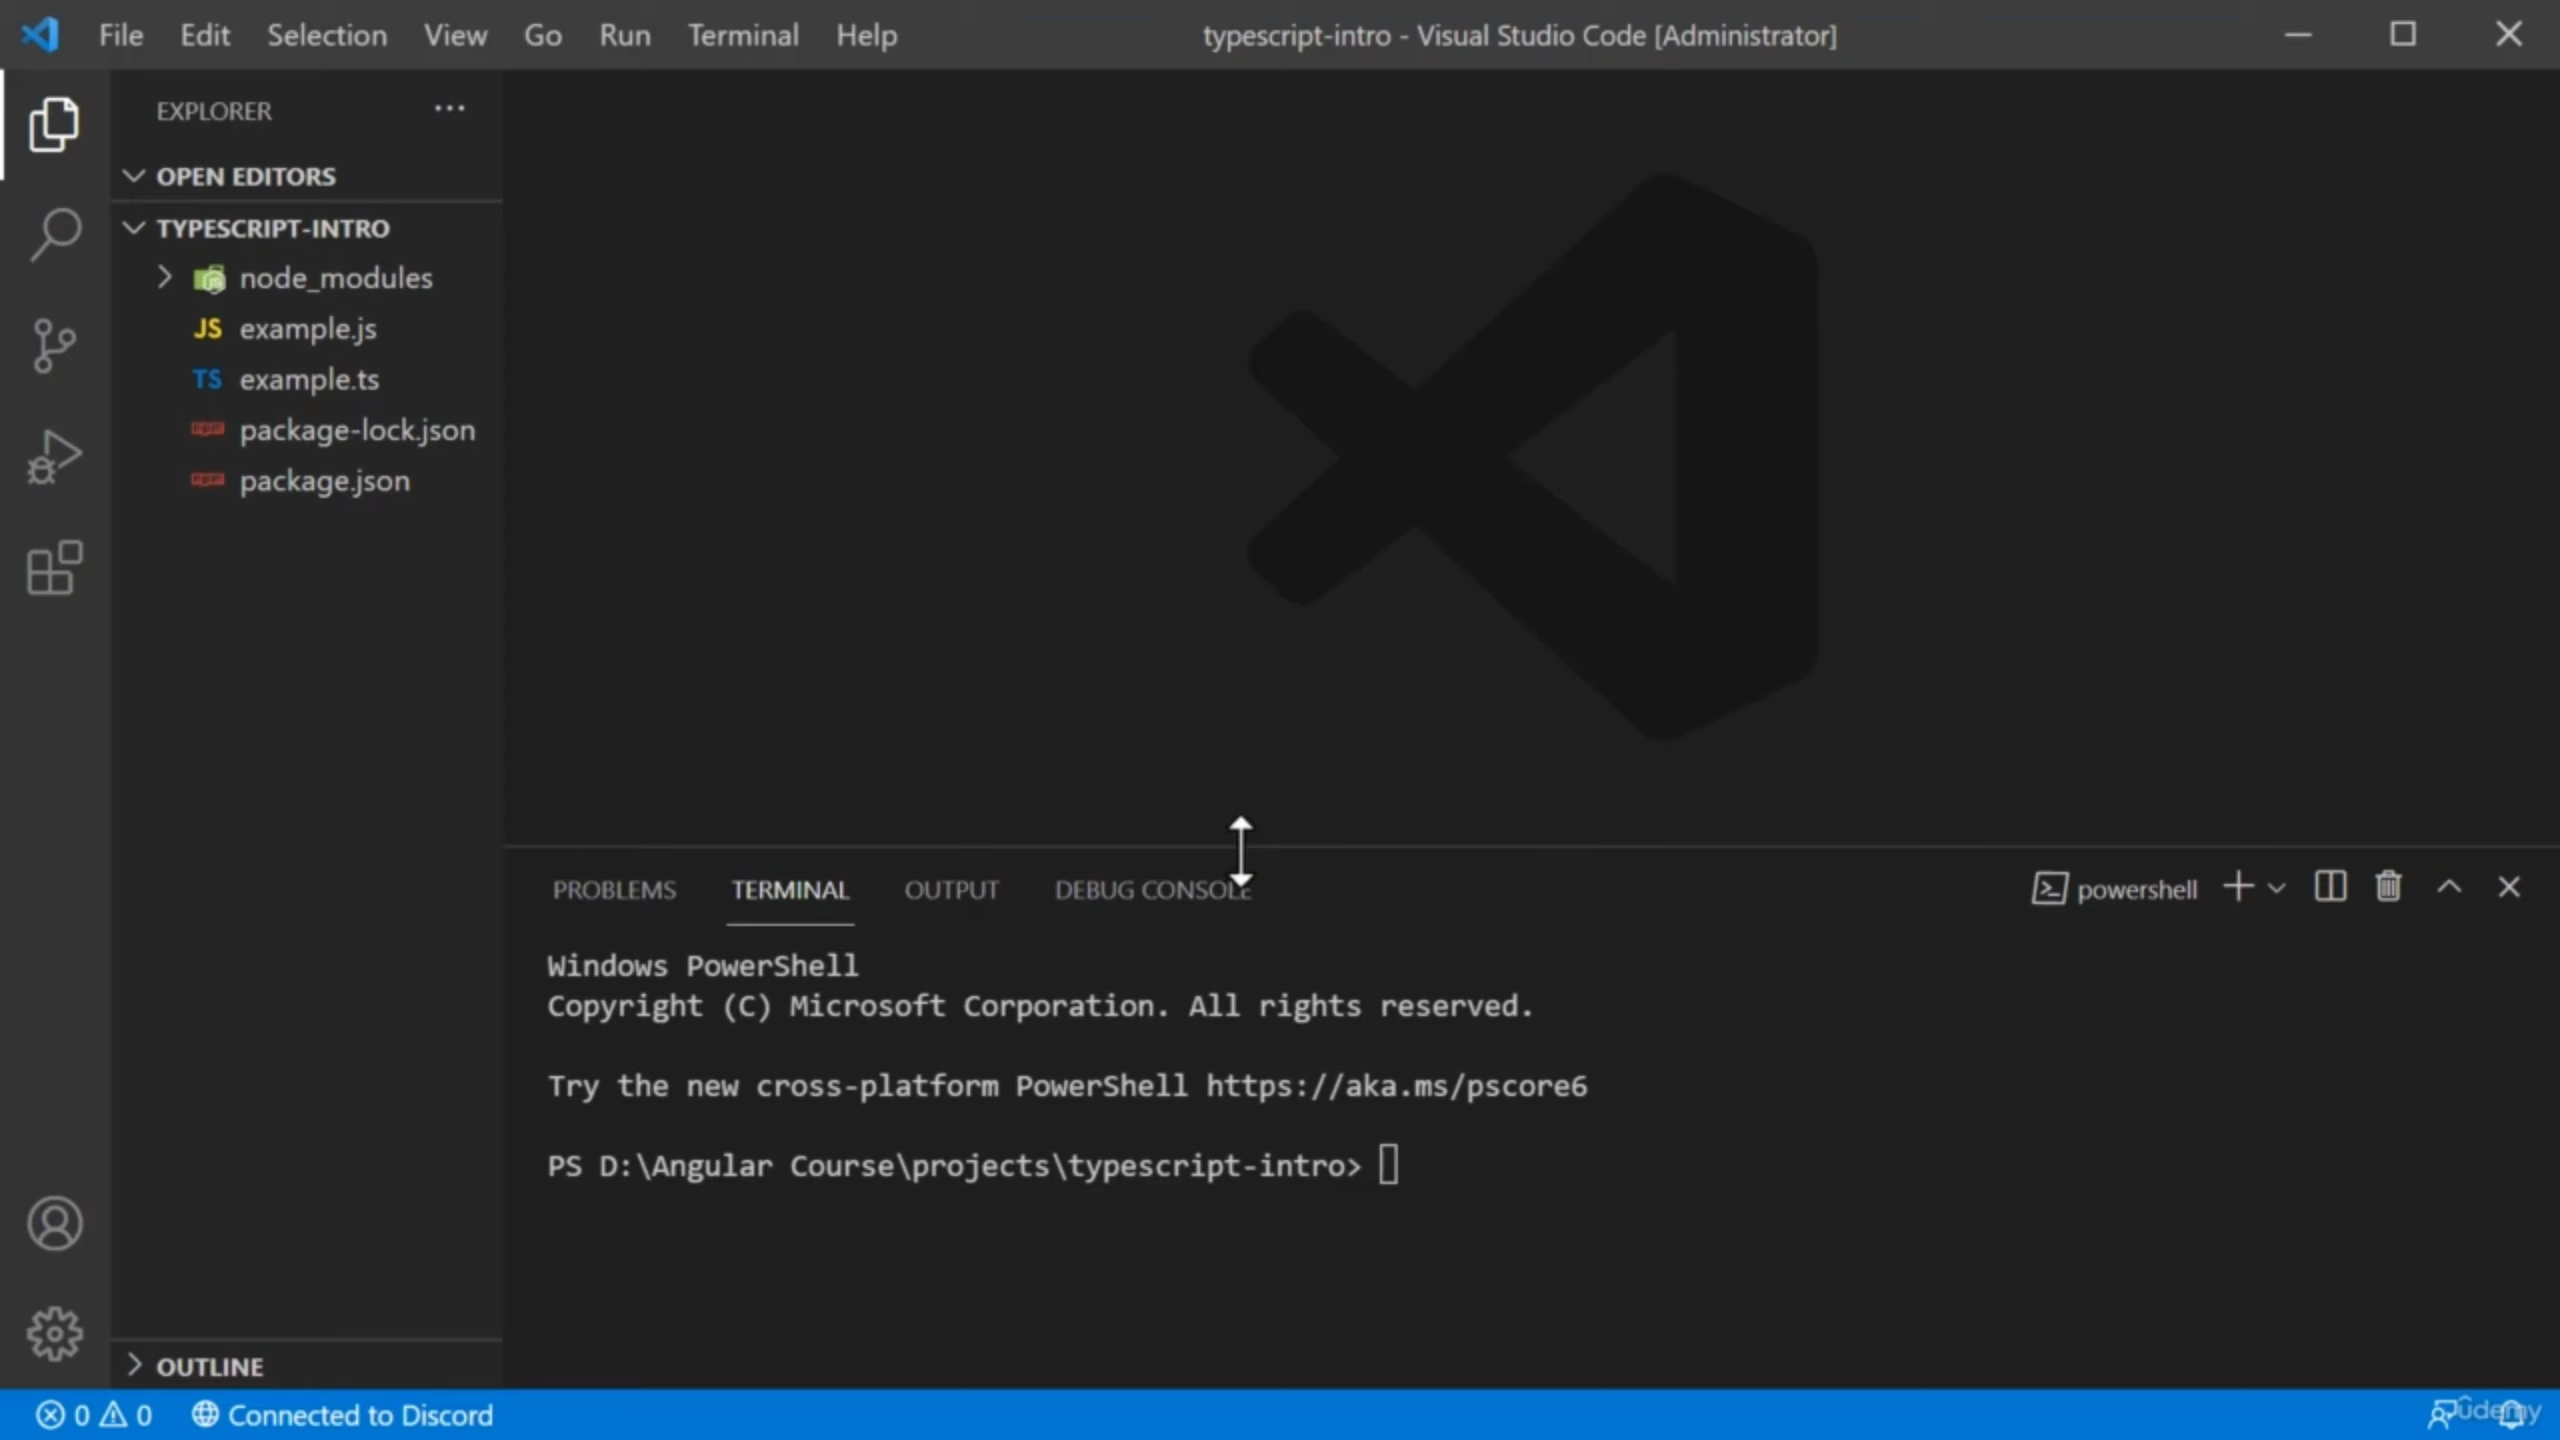 File Edit Selection View Go Run Terminal Help
typescript-intro - Visual Studio Code [Administrator]
EXPLORER
OPEN EDITORS
TYPESCRIPT-INTRO
node_modules
JS example.js
TS example.ts
package-lock.json
package.json
OUTLINE
PROBLEMS TERMINAL OUTPUT DEBUG CONSOLE
powershell
Windows PowerShell
Copyright (C) Microsoft Corporation. All rights reserved.
Try the new cross-platform PowerShell https://aka.ms/pscore6
PS D:\Angular Course\projects\typescript-intro>
0 0 Connected to Discord
ûdemy